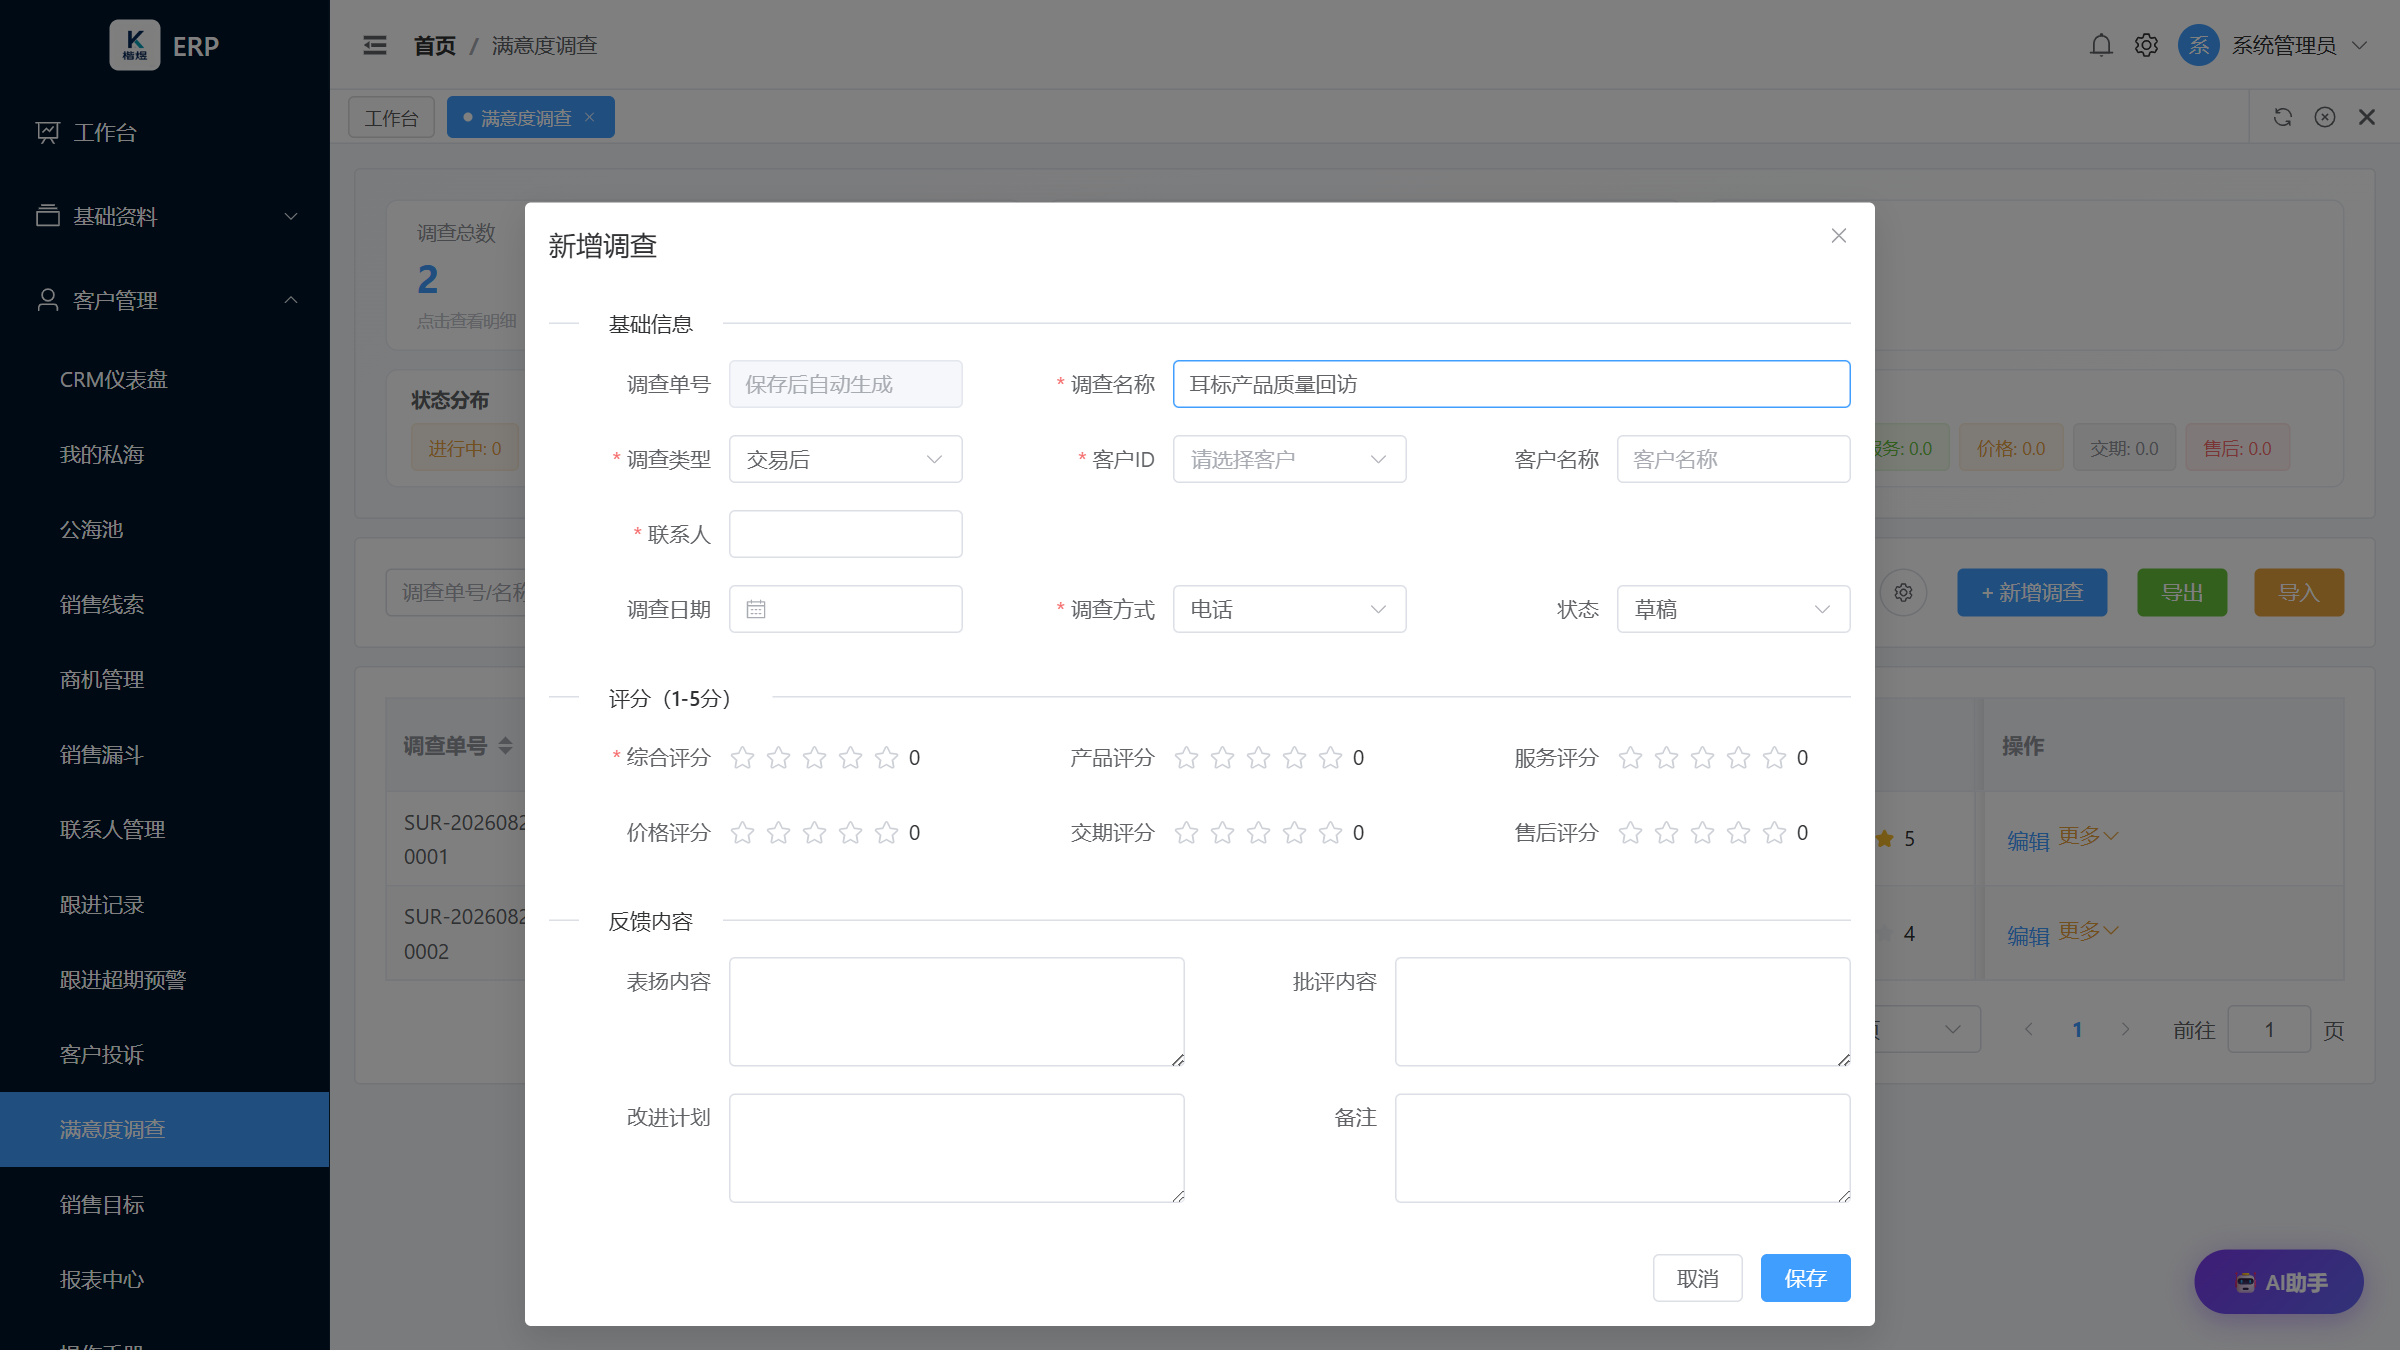 K
楷煜
ERP
工作台
基础资料
客户管理
CRM仪表盘
我的私海
公海池
销售线索
商机管理
销售漏斗
联系人管理
跟进记录
跟进超期预警
客户投诉
满意度调查
销售目标
报表中心
首页 / 满意度调查
系 系统管理员
工作台
满意度调查
调查总数
2
点击查看明细
状态分布
进行中: 0
务: 0.0
价格: 0.0
交期: 0.0
售后: 0.0
调查单号/名称
+ 新增调查
导出
导入
调查单号
操作
SUR-2026082
0001
5
编辑 更多
SUR-2026082
0002
4
编辑 更多
1
前往 1 页
新增调查
基础信息
调查单号 保存后自动生成
* 调查名称 耳标产品质量回访
* 调查类型 交易后
* 客户ID 请选择客户
客户名称 客户名称
* 联系人
调查日期
* 调查方式 电话
状态 草稿
评分（1-5分）
* 综合评分 0
产品评分 0
服务评分 0
价格评分 0
交期评分 0
售后评分 0
反馈内容
表扬内容
批评内容
改进计划
备注
取消
保存
AI助手